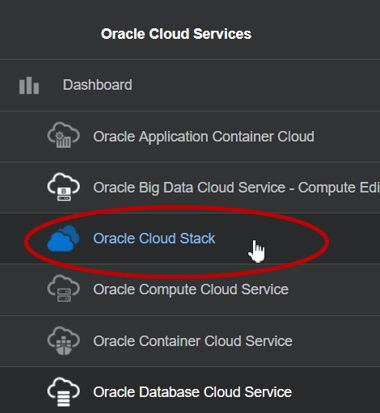 Oracle Cloud Services
Dashboard
Oracle Application Container Cloud
Oracle Big Data Cloud Service - Compute Edi
Oracle Cloud Stack
Oracle Compute Cloud Service
Oracle Container Cloud Service
Oracle Database Cloud Service